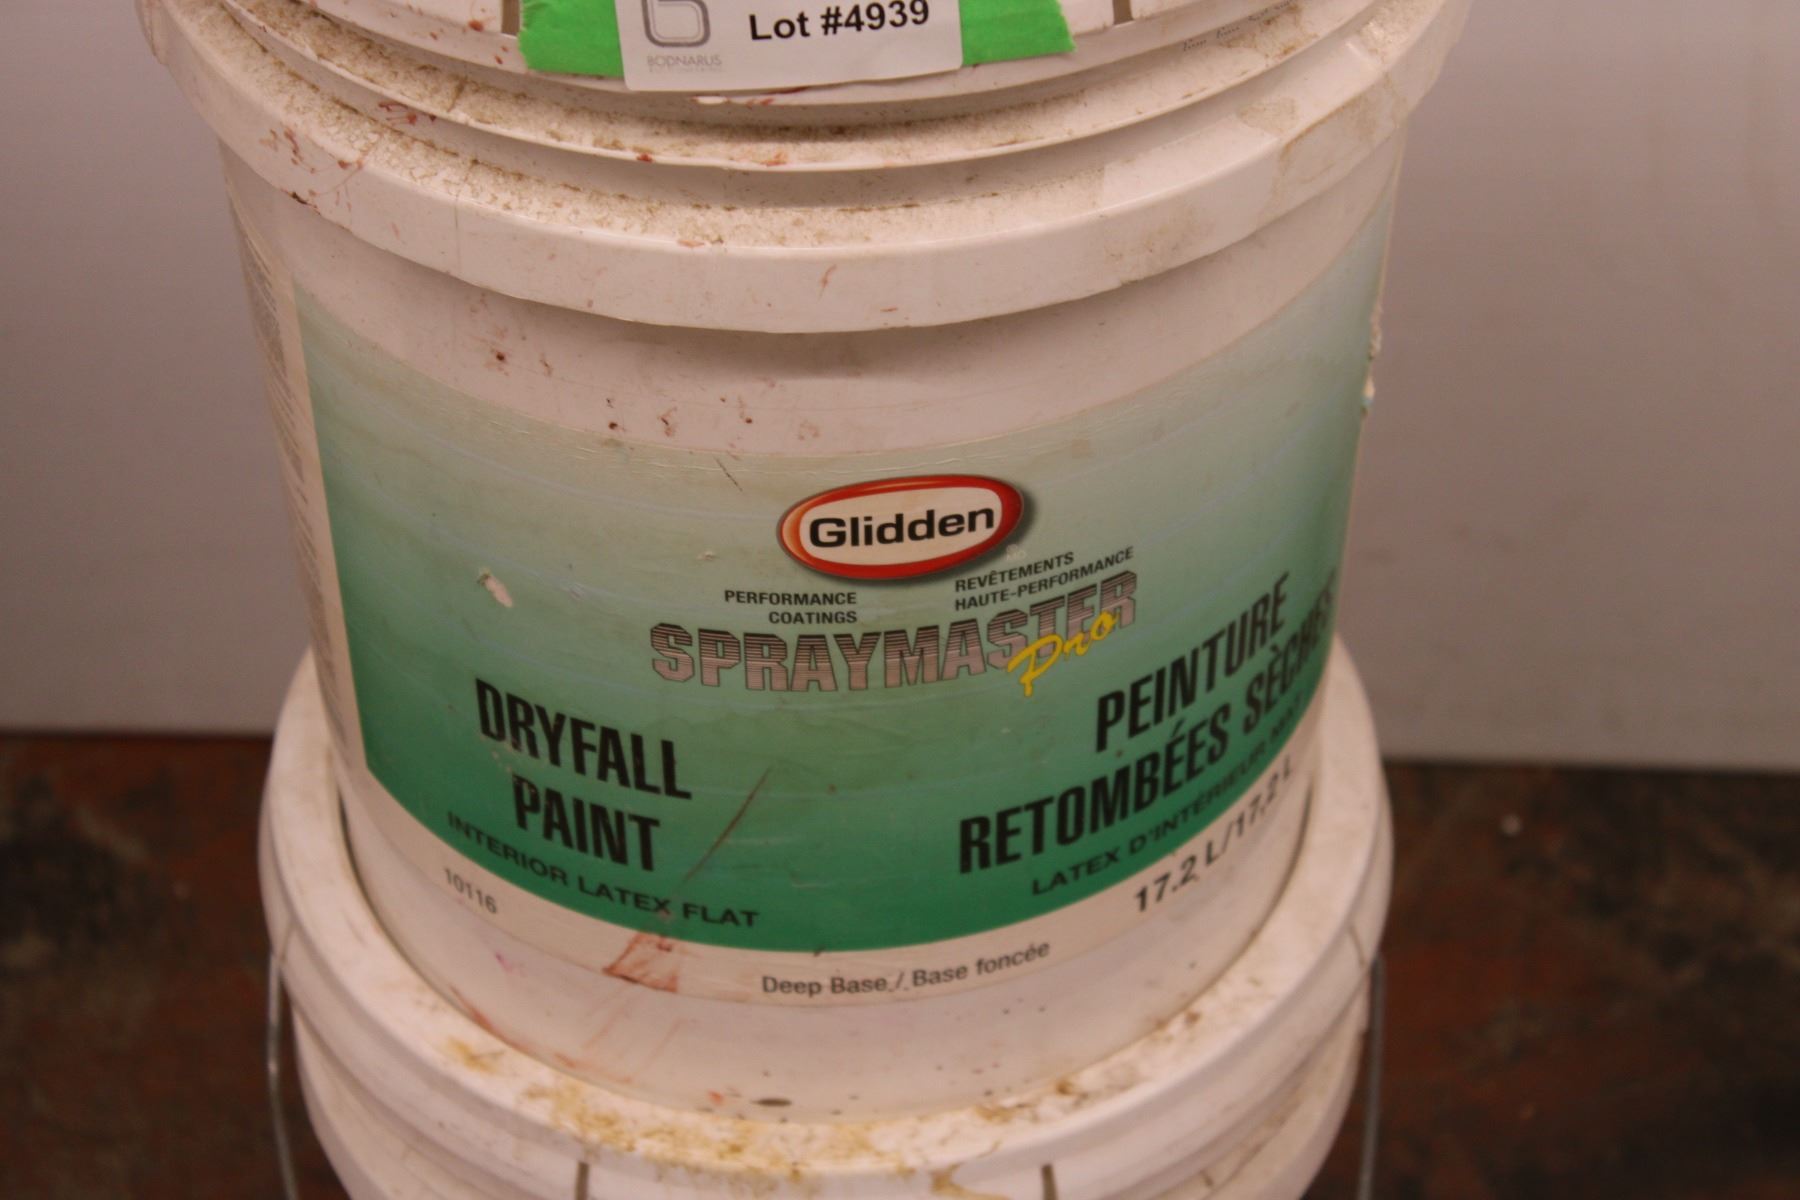 Lot #4939
BODNARUS
Glidden
PERFORMANCE
COATINGS
REVÊTEMENTS
HAUTE-PERFORMANCE
SPRAYMASTER
Pro
DRYFALL
PAINT
INTERIOR LATEX FLAT
10116
PEINTURE
RETOMBÉES SÈCHES
LATEX D'INTÉRIEUR MAT
17.2 L/17,2 L
Deep Base / Base foncée